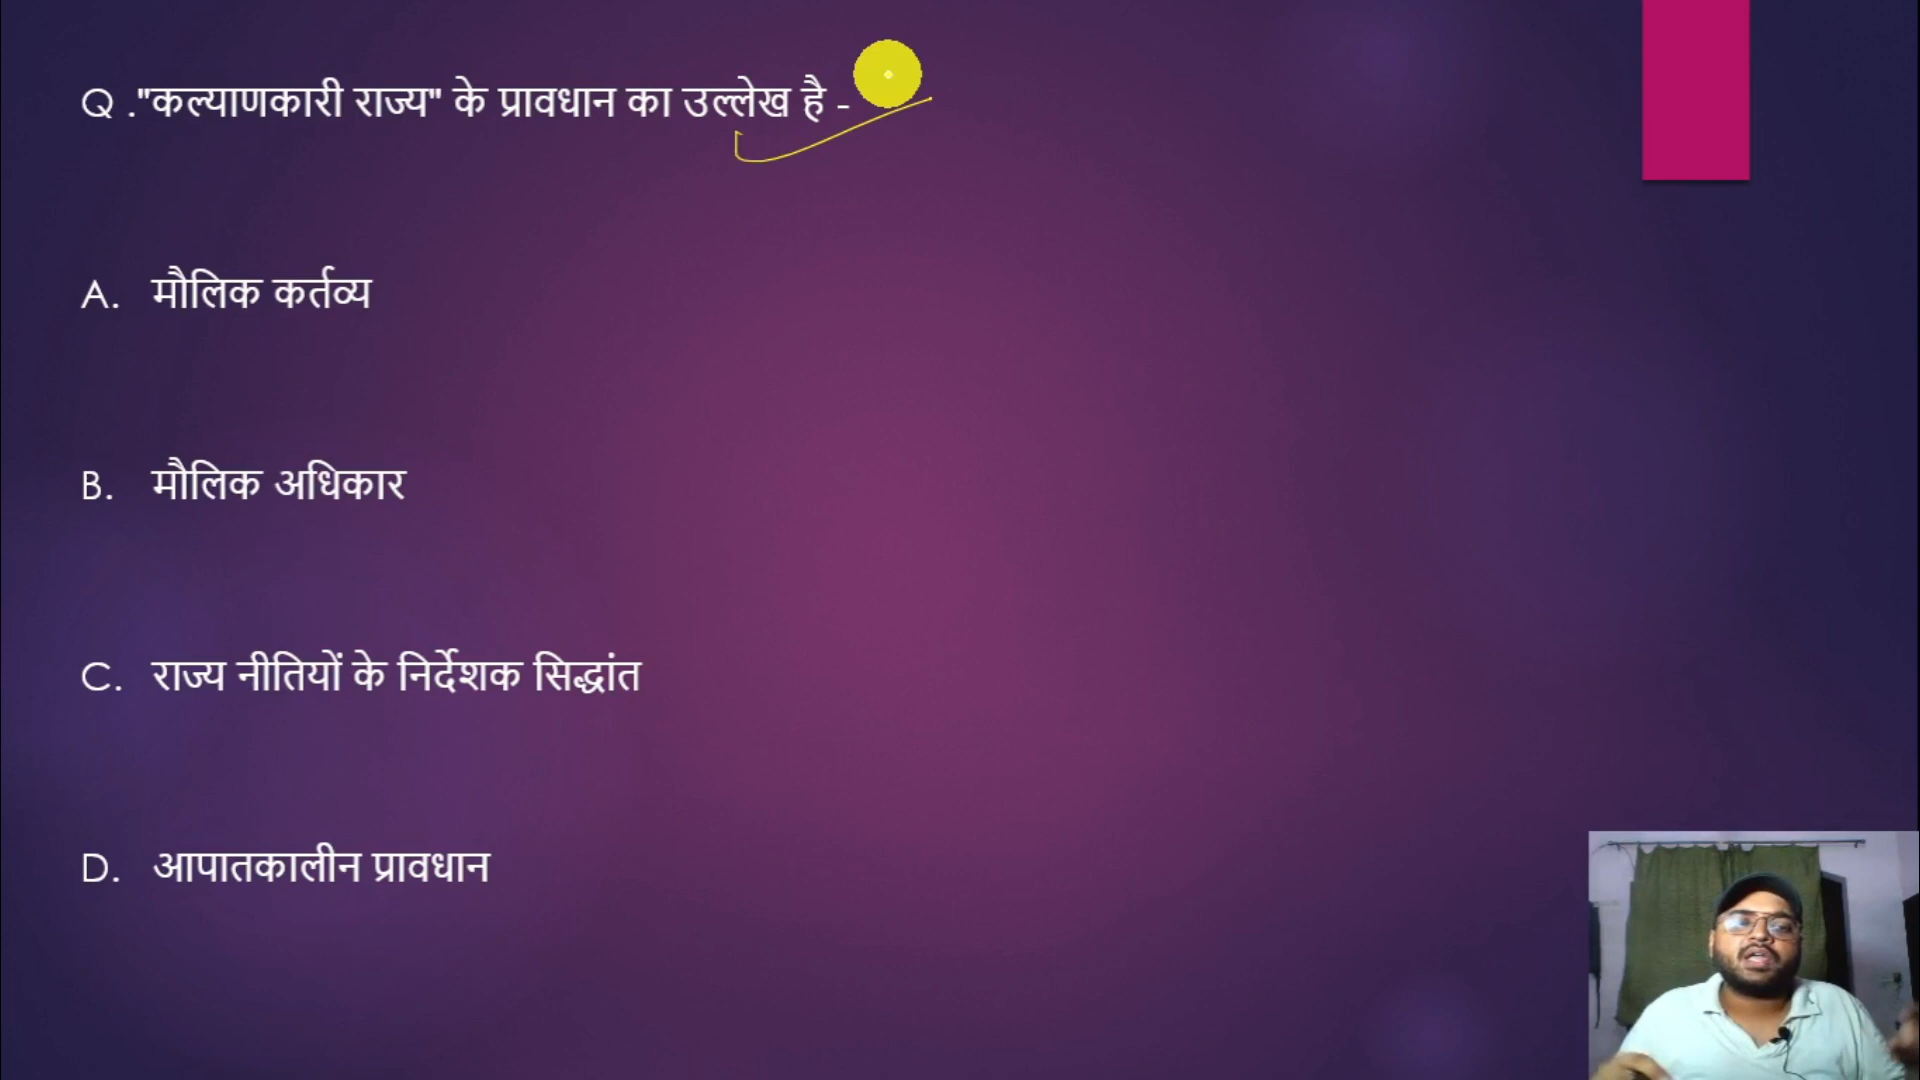 Q ."कल्याणकारी राज्य" के प्रावधान का उल्लेख है -
A. मौलिक कर्तव्य
B. मौलिक अधिकार
C. राज्य नीतियों के निर्देशक सिद्धांत
D. आपातकालीन प्रावधान